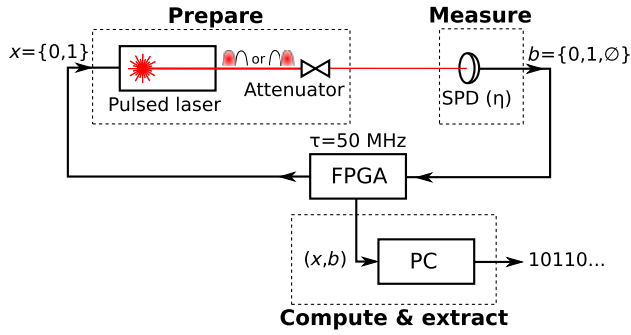 Prepare
Measure
x={0,1}
or
b={0,1,∅}
Pulsed laser
Attenuator
SPD (η)
τ=50 MHz
FPGA
(x,b)
PC
10110...
Compute & extract